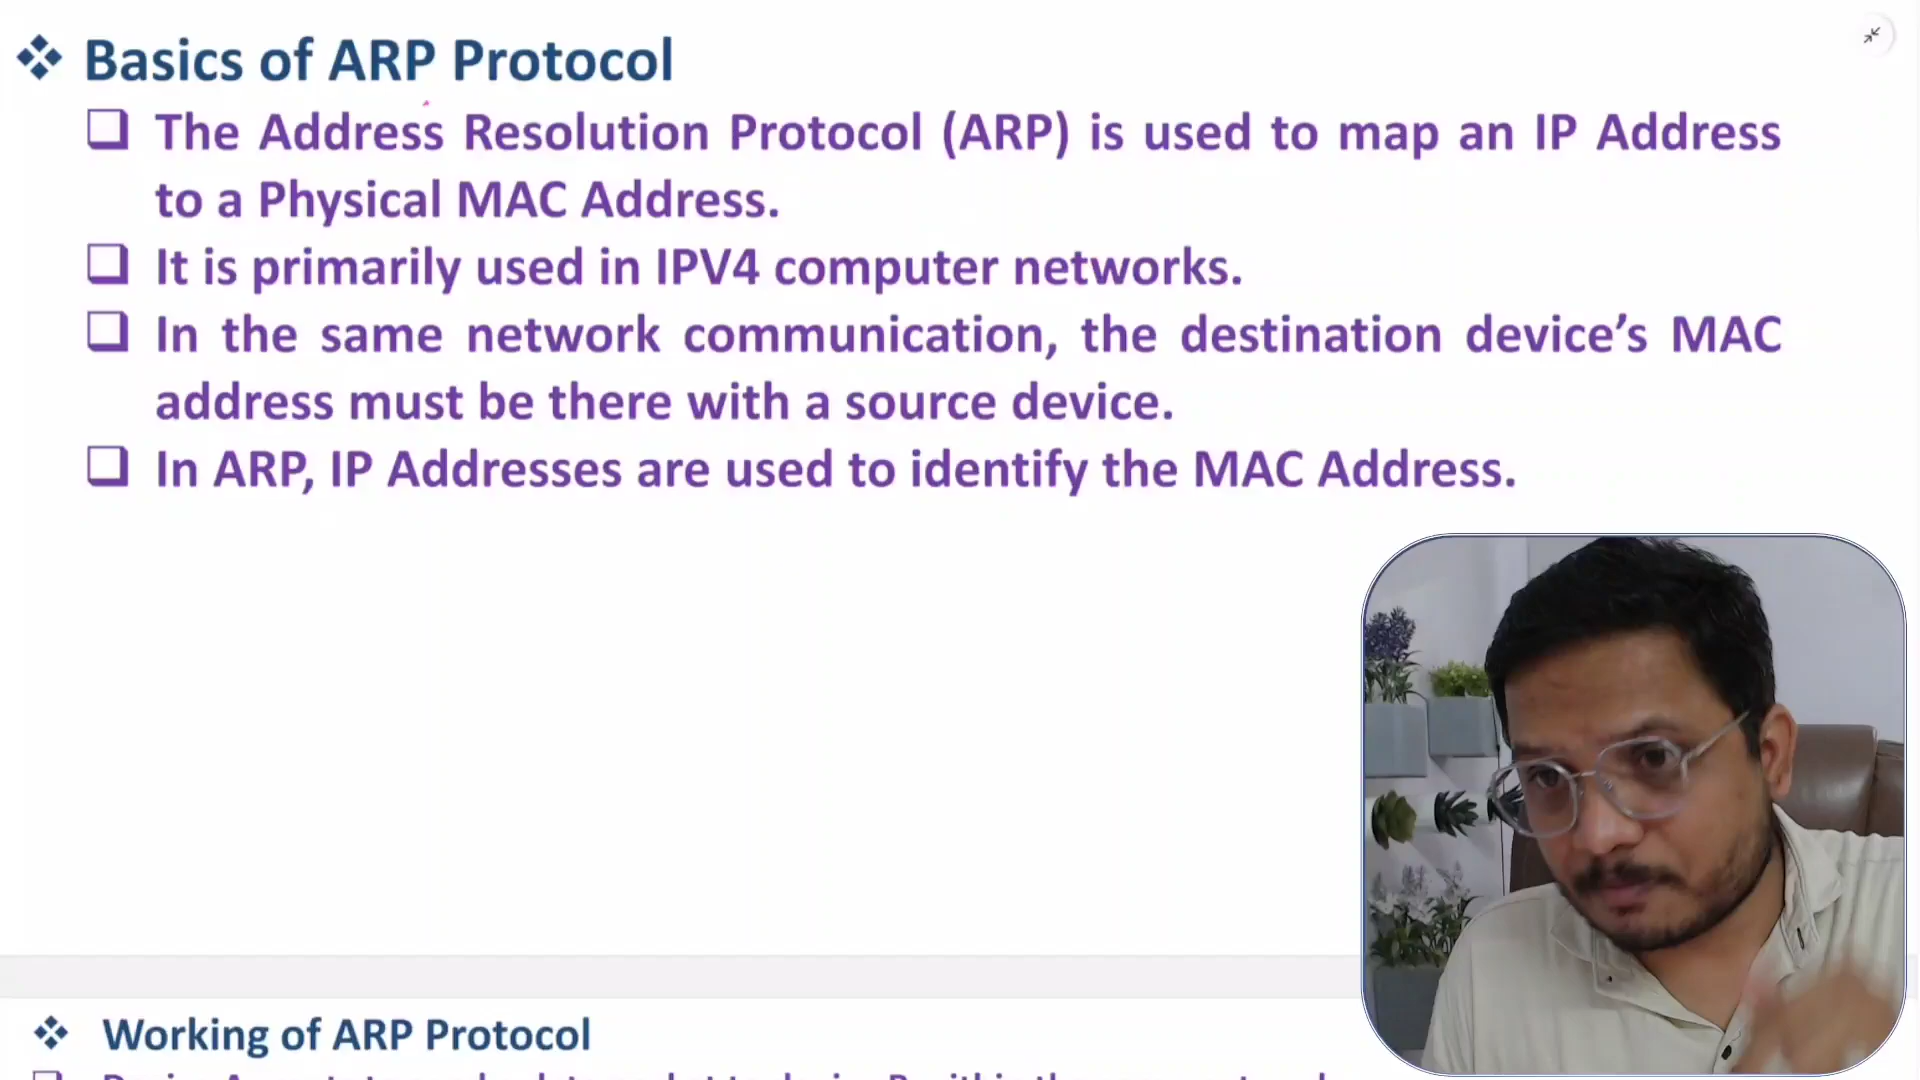 Basics of ARP Protocol
The Address Resolution Protocol (ARP) is used to map an IP Address
to a Physical MAC Address.
It is primarily used in IPV4 computer networks.
In the same network communication, the destination device’s MAC
address must be there with a source device.
In ARP, IP Addresses are used to identify the MAC Address.
Working of ARP Protocol